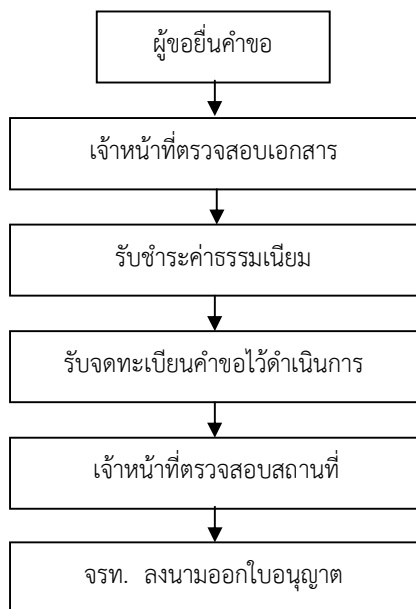 ผู้ขอยื่นคำขอ
เจ้าหน้าที่ตรวจสอบเอกสาร
รับชำระค่าธรรมเนียม
รับจดทะเบียนคำขอไว้ดำเนินการ
เจ้าหน้าที่ตรวจสอบสถานที่
จรท. ลงนามออกใบอนุญาต